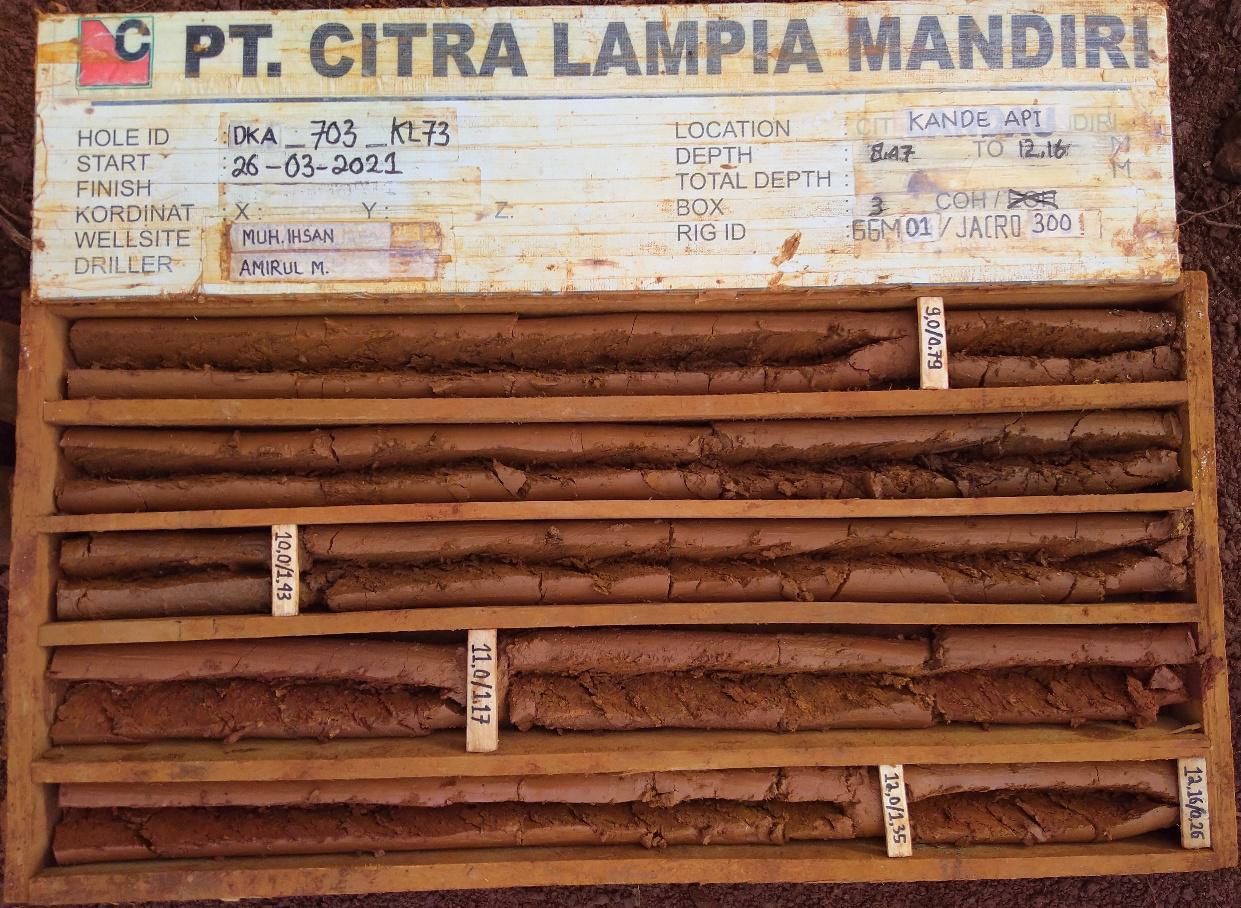 C PT. CITRA LAMPIA MANDIRI
HOLE ID : DKA_703_KL73
START : 26-03-2021
FINISH
KORDINAT X: Y: Z.
WELLSITE : MUH.IHSAN
DRILLER : AMIRUL M.
LOCATION KANDE API
DEPTH : 8.47 TO 12,16 M
TOTAL DEPTH : M
BOX : 3 COH /
RIG ID : GGM01 / JACRO 300
9,0/0.79
10,0/1,43
11,0/1,17
12,0/1,35
12,16/0,26